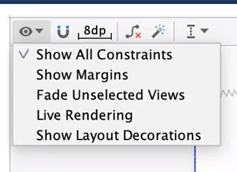 8dp
Show All Constraints
Show Margins
Fade Unselected Views
Live Rendering
Show Layout Decorations